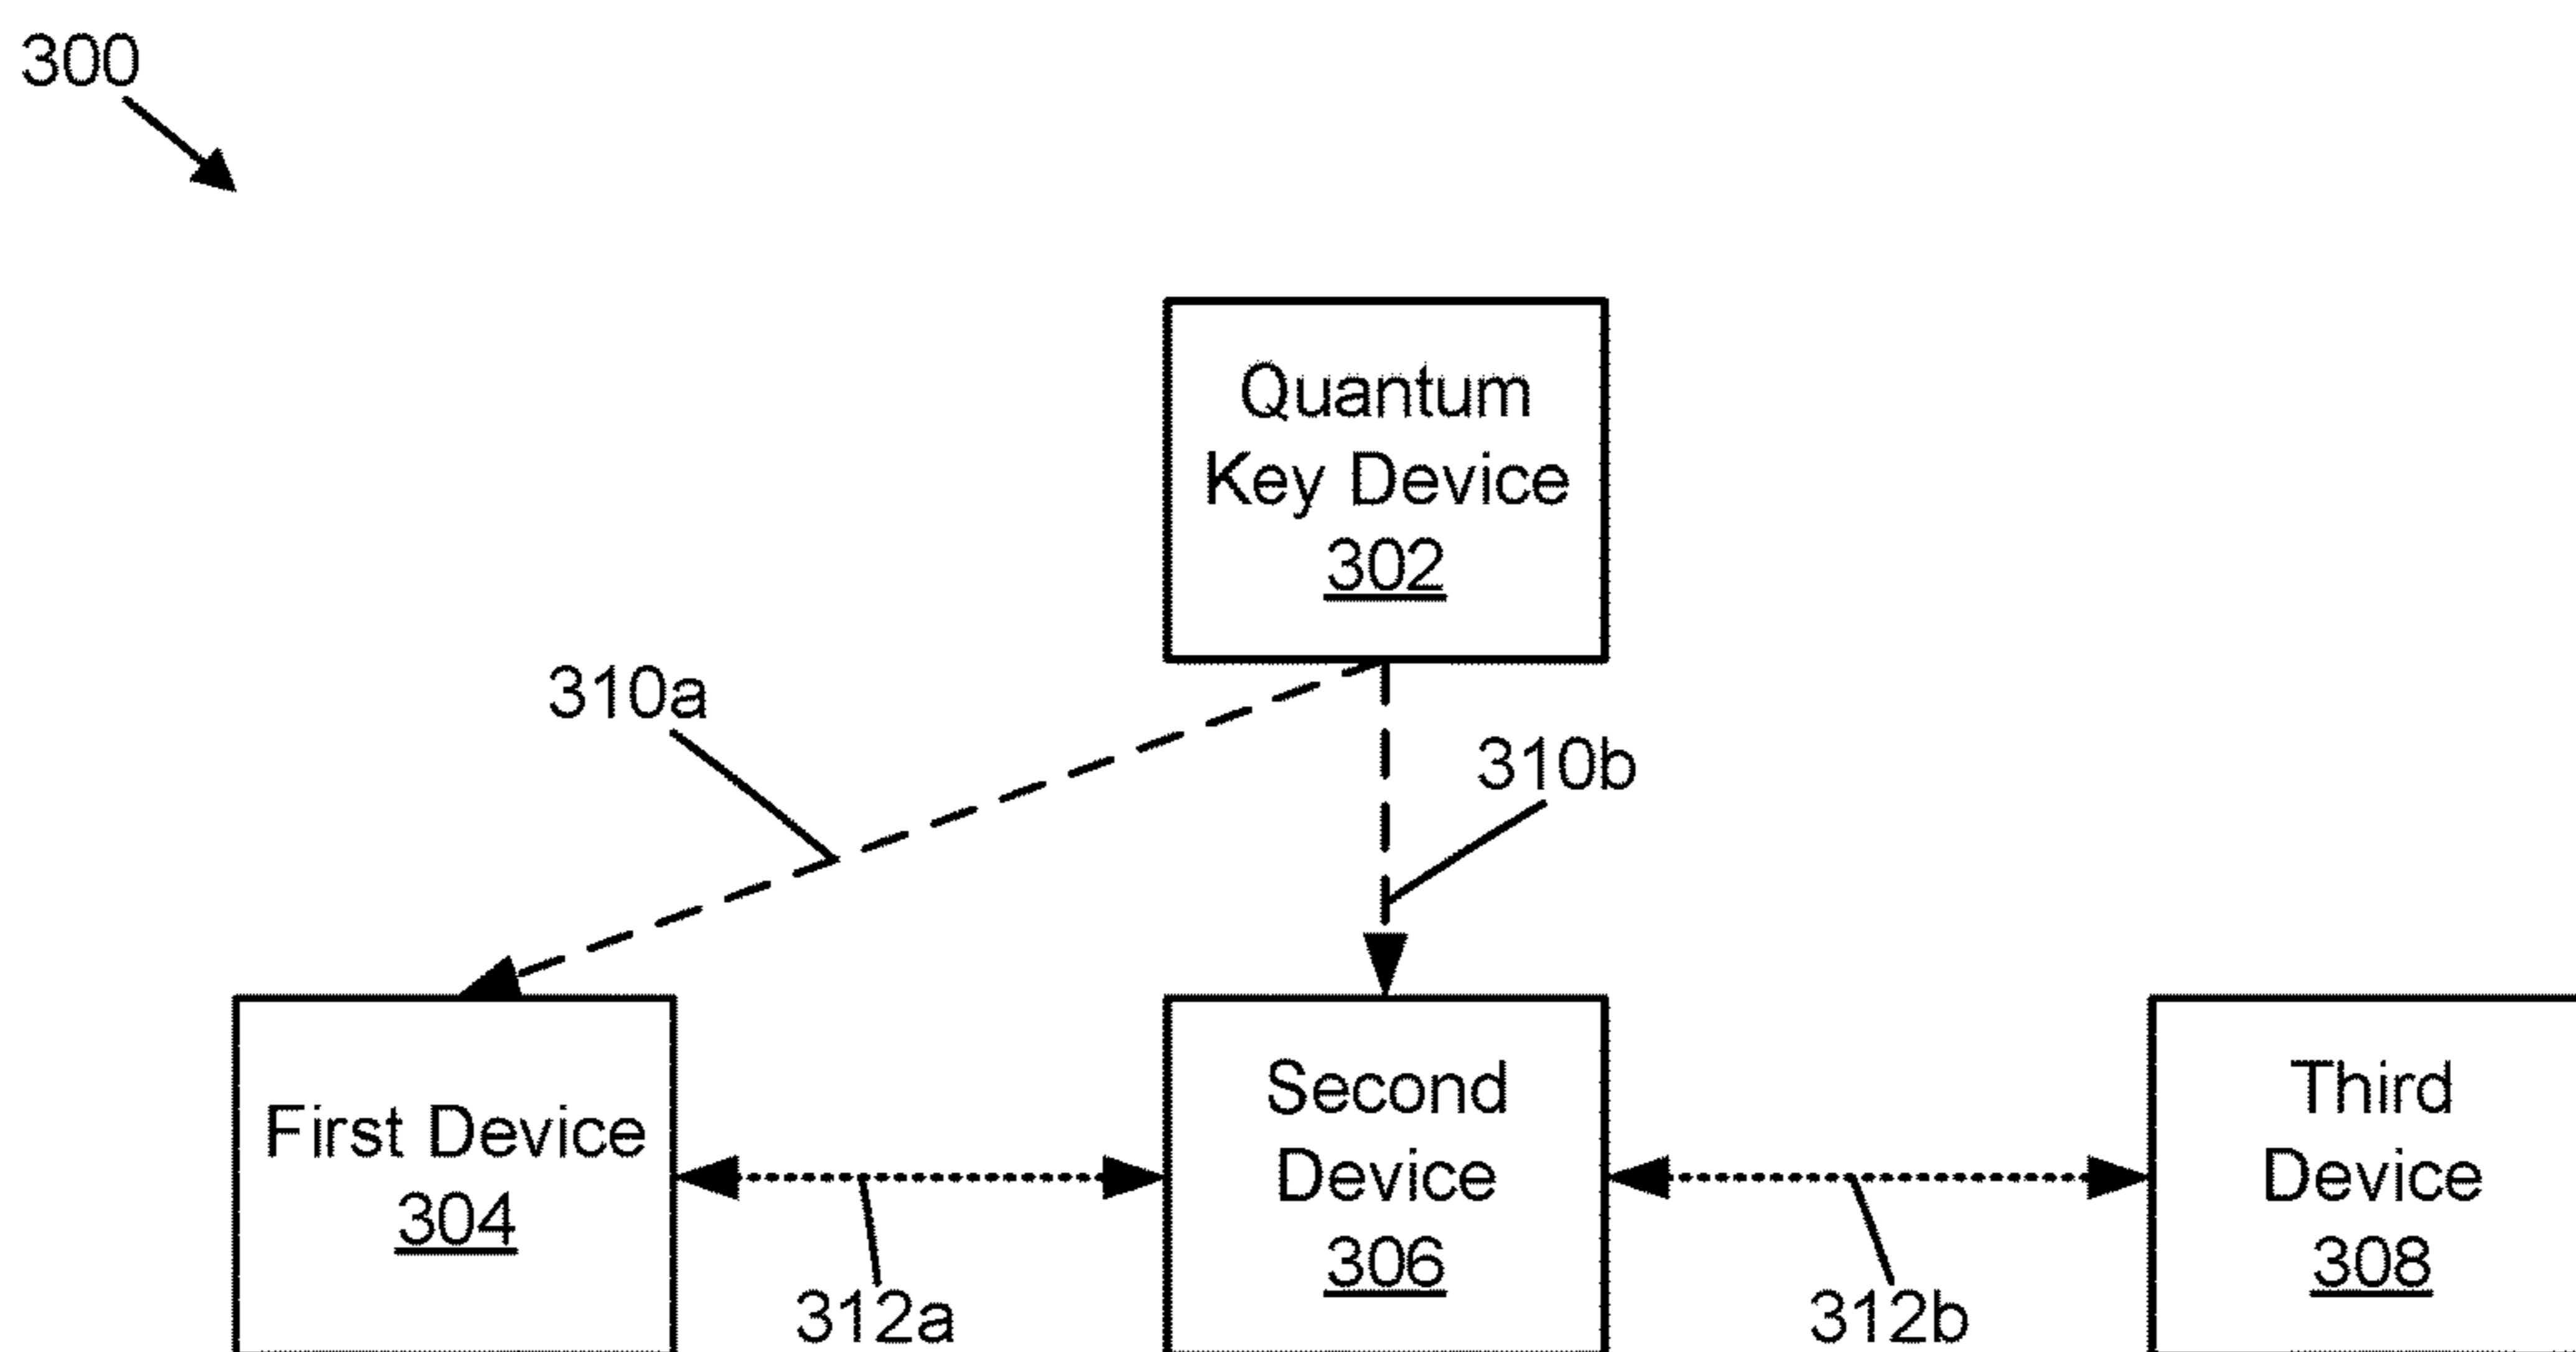 300
Quantum
Key Device
302
310a
310b
First Device
304
Second
Device
306
Third
Device
308
312a
312b